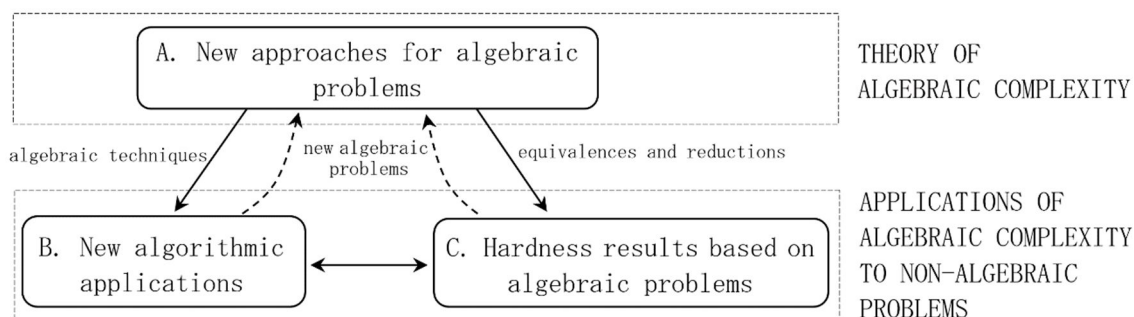 A. New approaches for algebraic
problems
THEORY OF
ALGEBRAIC COMPLEXITY
algebraic techniques
new algebraic
problems
equivalences and reductions
B. New algorithmic
applications
C. Hardness results based on
algebraic problems
APPLICATIONS OF
ALGEBRAIC COMPLEXITY
TO NON-ALGEBRAIC
PROBLEMS